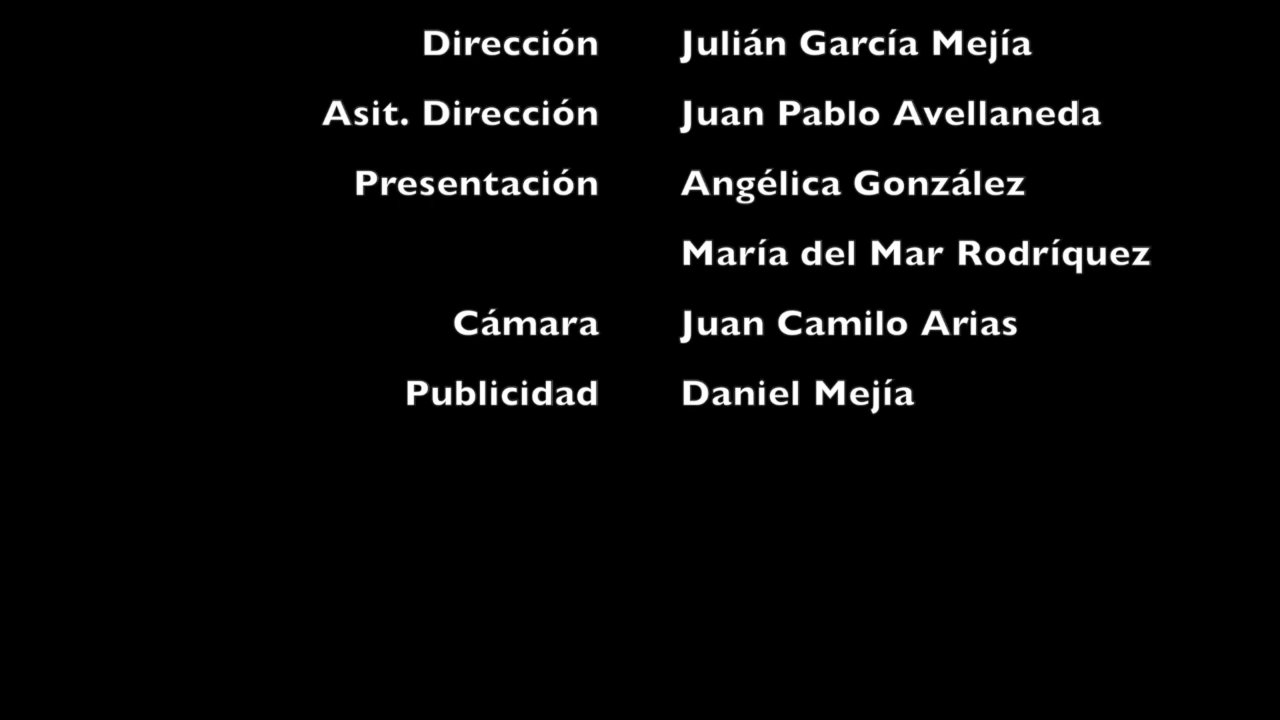 Dirección Julián García Mejía
Asit. Dirección Juan Pablo Avellaneda
Presentación Angélica González
María del Mar Rodríquez
Cámara Juan Camilo Arias
Publicidad Daniel Mejía